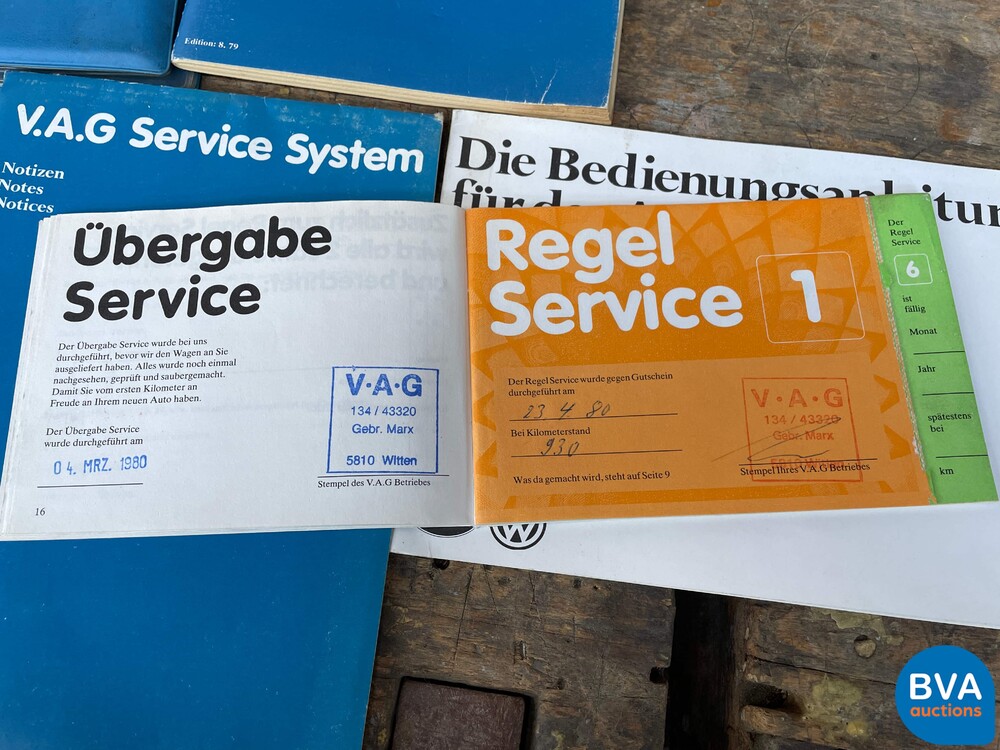 Edition: 8. 79
V.A.G Service System
Notizen
Notes
Notices
Die Bedienungsanleitun
für
Übergabe
Service
Der Übergabe Service wurde bei uns
durchgeführt, bevor wir den Wagen an Sie
ausgeliefert haben. Alles wurde noch einmal
nachgesehen, geprüft und saubergemacht.
Damit Sie vom ersten Kilometer an
Freude an Ihrem neuen Auto haben.
Der Übergabe Service
wurde durchgeführt am
04. MRZ. 1980
V·A·G
134 / 43320
Gebr. Marx
5810 Witten
Stempel des V.A.G Betriebes
16
Regel
Service
1
Der Regel Service wurde gegen Gutschein
durchgeführt am
23 4 80
Bei Kilometerstand
930
Was da gemacht wird, steht auf Seite 9
V·A·G
134 / 43320
Gebr. Marx
5810 Witten
Stempel Ihres V.A.G Betriebes
Der
Regel
Service
6
ist
fällig
Monat
Jahr
spätestens
bei
km
BVA
auctions